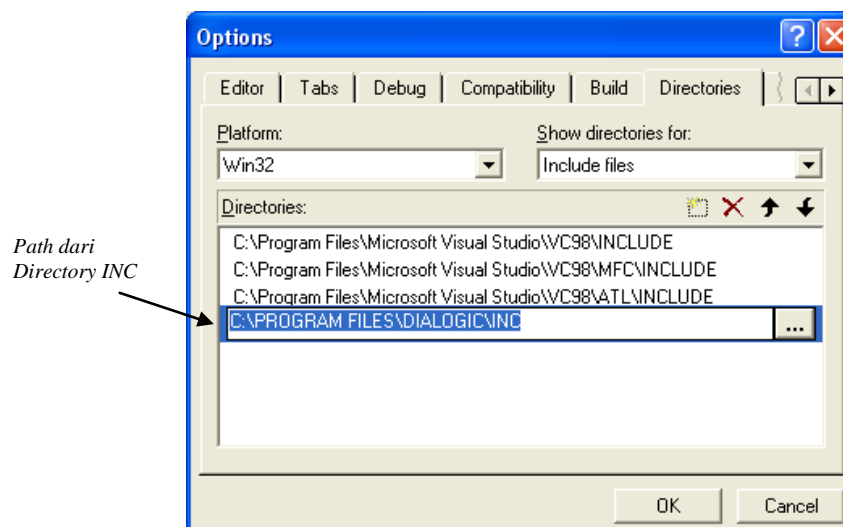 Options
Editor Tabs Debug Compatibility Build Directories
Platform: Show directories for:
Win32 Include files
Directories:
C:\Program Files\Microsoft Visual Studio\VC98\INCLUDE
C:\Program Files\Microsoft Visual Studio\VC98\MFC\INCLUDE
C:\Program Files\Microsoft Visual Studio\VC98\ATL\INCLUDE
C:\PROGRAM FILES\DIALOGIC\INC ...
Path dari
Directory INC
OK Cancel